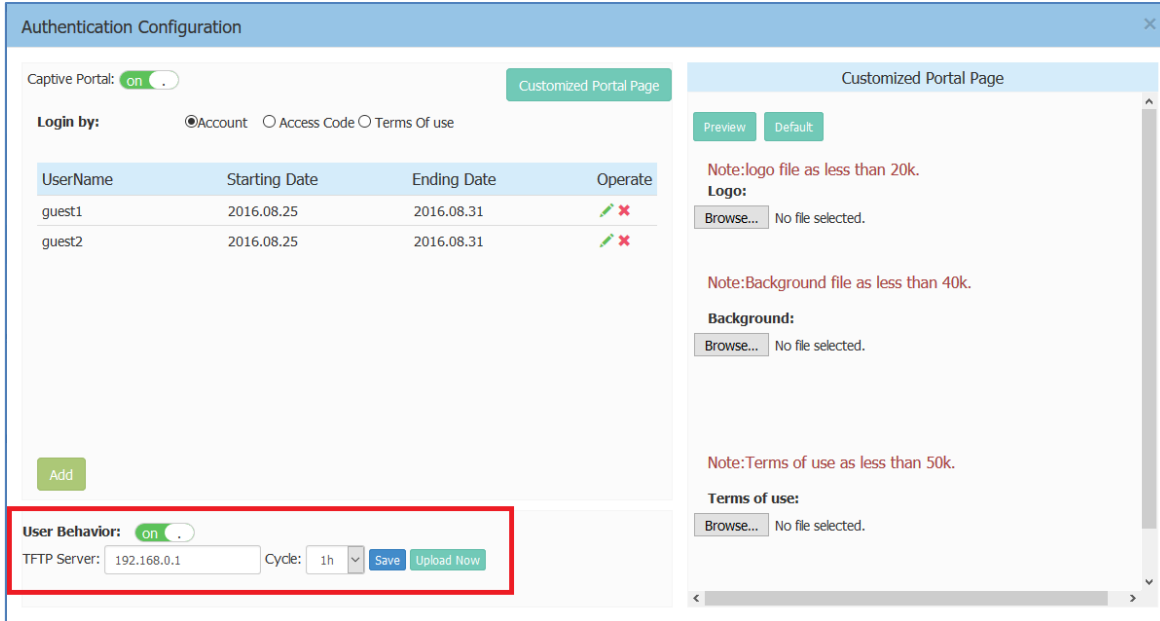 Authentication Configuration
×
Captive Portal: on .
Customized Portal Page
Login by: Account Access Code Terms Of use
UserName Starting Date Ending Date Operate
guest1 2016.08.25 2016.08.31
guest2 2016.08.25 2016.08.31
Add
User Behavior: on .
TFTP Server: 192.168.0.1 Cycle: 1h Save Upload Now
Customized Portal Page
Preview Default
Note:logo file as less than 20k.
Logo:
Browse... No file selected.
Note:Background file as less than 40k.
Background:
Browse... No file selected.
Note:Terms of use as less than 50k.
Terms of use:
Browse... No file selected.